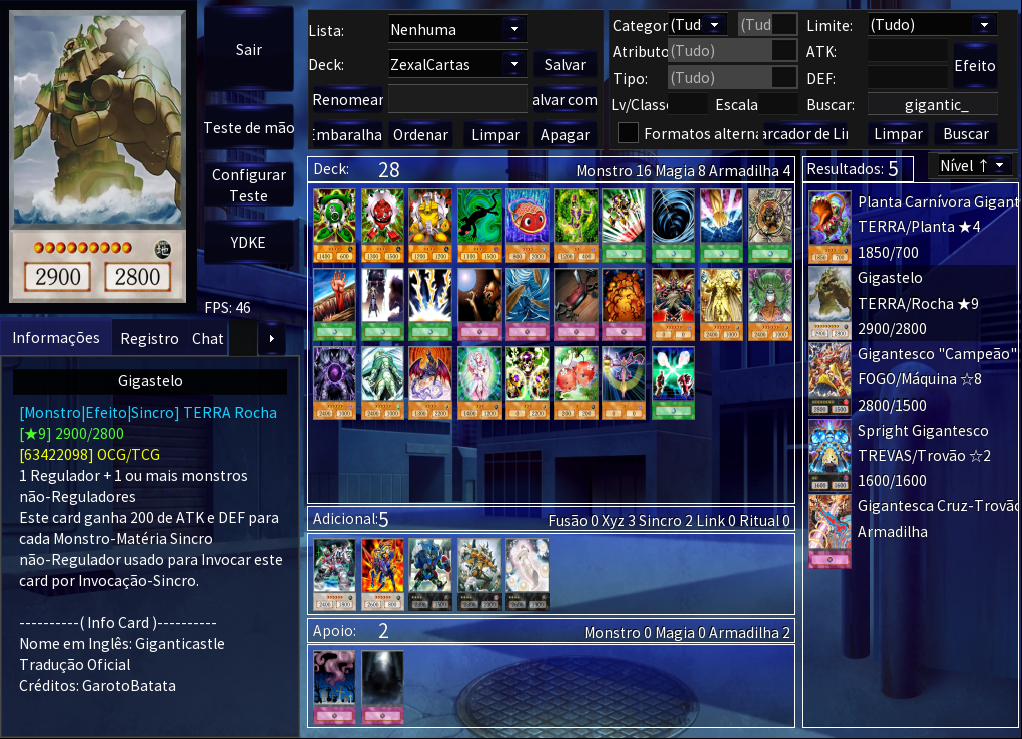 2900
2800
Sair
Teste de mão
Configurar
Teste
YDKE
FPS: 46
Lista:
Nenhuma
Deck:
ZexalCartas
Salvar
Renomear
alvar com
Embaralha
Ordenar
Limpar
Apagar
Categor
(Tud
(Tud
Limite:
(Tudo)
Atributo
(Tudo)
ATK:
Efeito
Tipo:
(Tudo)
DEF:
Lv/Classe
Escala
Buscar:
gigantic_
Formatos alterna
arcador de Li
Limpar
Buscar
Deck: 28
Monstro 16 Magia 8 Armadilha 4
Resultados: 5
Nível ↑
Planta Carnívora Gigant
TERRA/Planta ★4
1850/700
Gigastelo
TERRA/Rocha ★9
2900/2800
Gigantesco "Campeão"
FOGO/Máquina ☆8
2800/1500
Spright Gigantesco
TREVAS/Trovão ☆2
1600/1600
Gigantesca Cruz-Trovão
Armadilha
Adicional:5
Fusão 0 Xyz 3 Sincro 2 Link 0 Ritual 0
Apoio: 2
Monstro 0 Magia 0 Armadilha 2
Informações
Registro
Chat
Gigastelo
[Monstro|Efeito|Sincro] TERRA Rocha
[★9] 2900/2800
[63422098] OCG/TCG
1 Regulador + 1 ou mais monstros
não-Reguladores
Este card ganha 200 de ATK e DEF para
cada Monstro-Matéria Sincro
não-Regulador usado para Invocar este
card por Invocação-Sincro.
----------( Info Card )----------
Nome em Inglês: Giganticastle
Tradução Oficial
Créditos: GarotoBatata